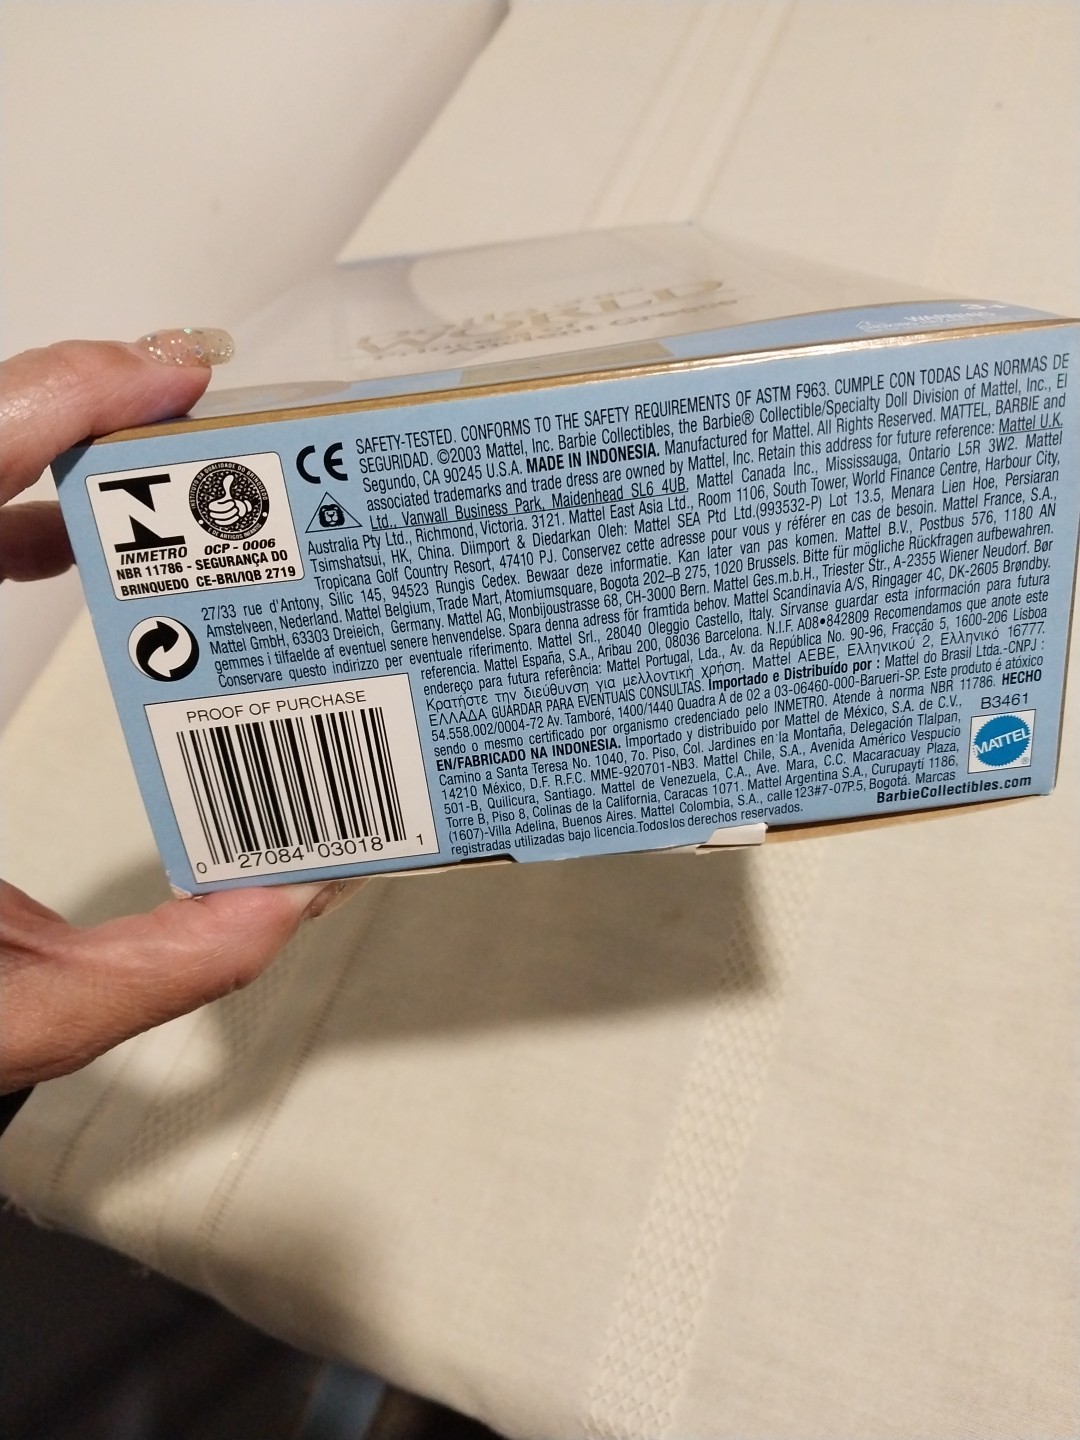 WORLD
Ancient Greece
WARNING
SAFETY-TESTED. CONFORMS TO THE SAFETY REQUIREMENTS OF ASTM F963. CUMPLE CON TODAS LAS NORMAS DE
SEGURIDAD. ©2003 Mattel, Inc. Barbie Collectibles, the Barbie® Collectible/Specialty Doll Division of Mattel, Inc., El
Segundo, CA 90245 U.S.A. MADE IN INDONESIA. Manufactured for Mattel. All Rights Reserved. MATTEL, BARBIE and
associated trademarks and trade dress are owned by Mattel, Inc. Retain this address for future reference: Mattel U.K.
Ltd., Vanwall Business Park, Maidenhead SL6 4UB. Mattel Canada Inc., Mississauga, Ontario L5R 3W2. Mattel
Australia Pty Ltd., Richmond, Victoria. 3121. Mattel East Asia Ltd., Room 1106, South Tower, World Finance Centre, Harbour City,
Tsimshatsui, HK, China. Diimport & Diedarkan Oleh: Mattel SEA Ptd Ltd.(993532-P) Lot 13.5, Menara Lien Hoe, Persiaran
Tropicana Golf Country Resort, 47410 PJ. Conservez cette adresse pour vous y référer en cas de besoin. Mattel France, S.A.,
27/33 rue d'Antony, Silic 145, 94523 Rungis Cedex. Bewaar deze informatie. Kan later van pas komen. Mattel B.V., Postbus 576, 1180 AN
Amstelveen, Nederland. Mattel Belgium, Trade Mart, Atomiumsquare, Bogota 202-B 275, 1020 Brussels. Bitte für mögliche Rückfragen aufbewahren.
Mattel GmbH, 63303 Dreieich, Germany. Mattel AG, Monbijoustrasse 68, CH-3000 Bern. Mattel Ges.m.b.H., Triester Str., A-2355 Wiener Neudorf. Bør
gemmes i tilfælde af eventuel senere henvendelse. Spara denna adress för framtida behov. Mattel Scandinavia A/S, Ringager 4C, DK-2605 Brøndby.
Conservare questo indirizzo per eventuale riferimento. Mattel Srl., 28040 Oleggio Castello, Italy. Sírvanse guardar esta información para futura
referencia. Mattel España, S.A., Aribau 200, 08036 Barcelona. N.I.F. A08•842809 Recomendamos que anote este
endereço para futura referência: Mattel Portugal, Lda., Av. da República No. 90-96, Fracção 5, 1600-206 Lisboa
Κρατήστε την διεύθυνση για μελλοντική χρήση. Mattel AEBE, Ελληνικού 2, Ελληνικό 16777.
ΕΛΛΑΔΑ GUARDAR PARA EVENTUAIS CONSULTAS. Importado e Distribuído por : Mattel do Brasil Ltda.-CNPJ :
54.558.002/0004-72 Av. Tamboré, 1400/1440 Quadra A de 02 a 03-06460-000-Barueri-SP. Este produto é atóxico
sendo o mesmo certificado por organismo credenciado pelo INMETRO. Atende à norma NBR 11786. HECHO
EN/FABRICADO NA INDONÉSIA. Importado y distribuido por Mattel de México, S.A. de C.V.,
Camino a Santa Teresa No. 1040, 7o. Piso, Col. Jardines en la Montaña, Delegación Tlalpan,
14210 México, D.F. R.F.C. MME-920701-NB3. Mattel Chile, S.A., Avenida Américo Vespucio
501-B, Quilicura, Santiago. Mattel de Venezuela, C.A., Ave. Mara, C.C. Macaracuay Plaza,
Torre B, Piso 8, Colinas de la California, Caracas 1071. Mattel Argentina S.A., Curupaytí 1186,
(1607)-Villa Adelina, Buenos Aires. Mattel Colombia, S.A., calle 123#7-07P.5, Bogotá. Marcas
registradas utilizadas bajo licencia.Todos los derechos reservados.
CE
INMETRO OCP - 0006
NBR 11786 - SEGURANÇA DO
BRINQUEDO CE-BRI/IQB 2719
PROOF OF PURCHASE
0 27084 03018 1
B3461
MATTEL
BarbieCollectibles.com